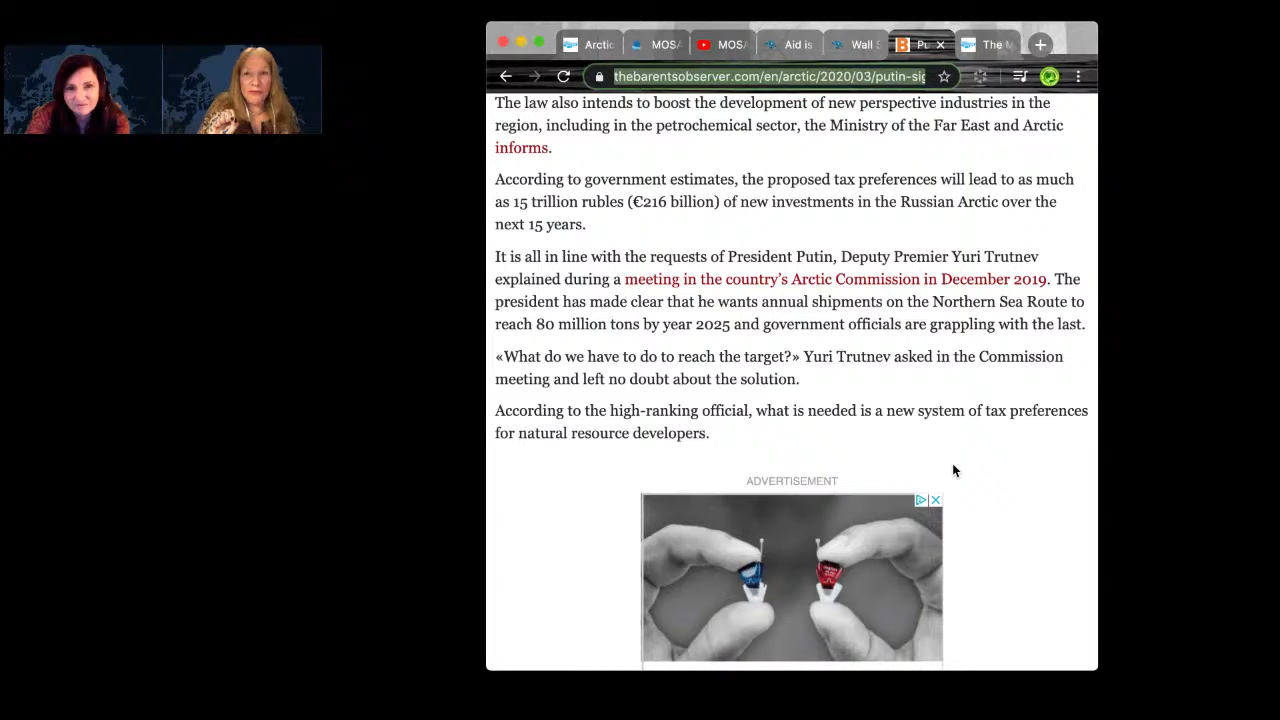 Arctic
MOSA
MOSA
Aid is
Wall S
Pu
The M
thebarentsobserver.com/en/arctic/2020/03/putin-sig
The law also intends to boost the development of new perspective industries in the
region, including in the petrochemical sector, the Ministry of the Far East and Arctic
informs.
According to government estimates, the proposed tax preferences will lead to as much
as 15 trillion rubles (€216 billion) of new investments in the Russian Arctic over the
next 15 years.
It is all in line with the requests of President Putin, Deputy Premier Yuri Trutnev
explained during a meeting in the country's Arctic Commission in December 2019. The
president has made clear that he wants annual shipments on the Northern Sea Route to
reach 80 million tons by year 2025 and government officials are grappling with the last.
«What do we have to do to reach the target?» Yuri Trutnev asked in the Commission
meeting and left no doubt about the solution.
According to the high-ranking official, what is needed is a new system of tax preferences
for natural resource developers.
ADVERTISEMENT